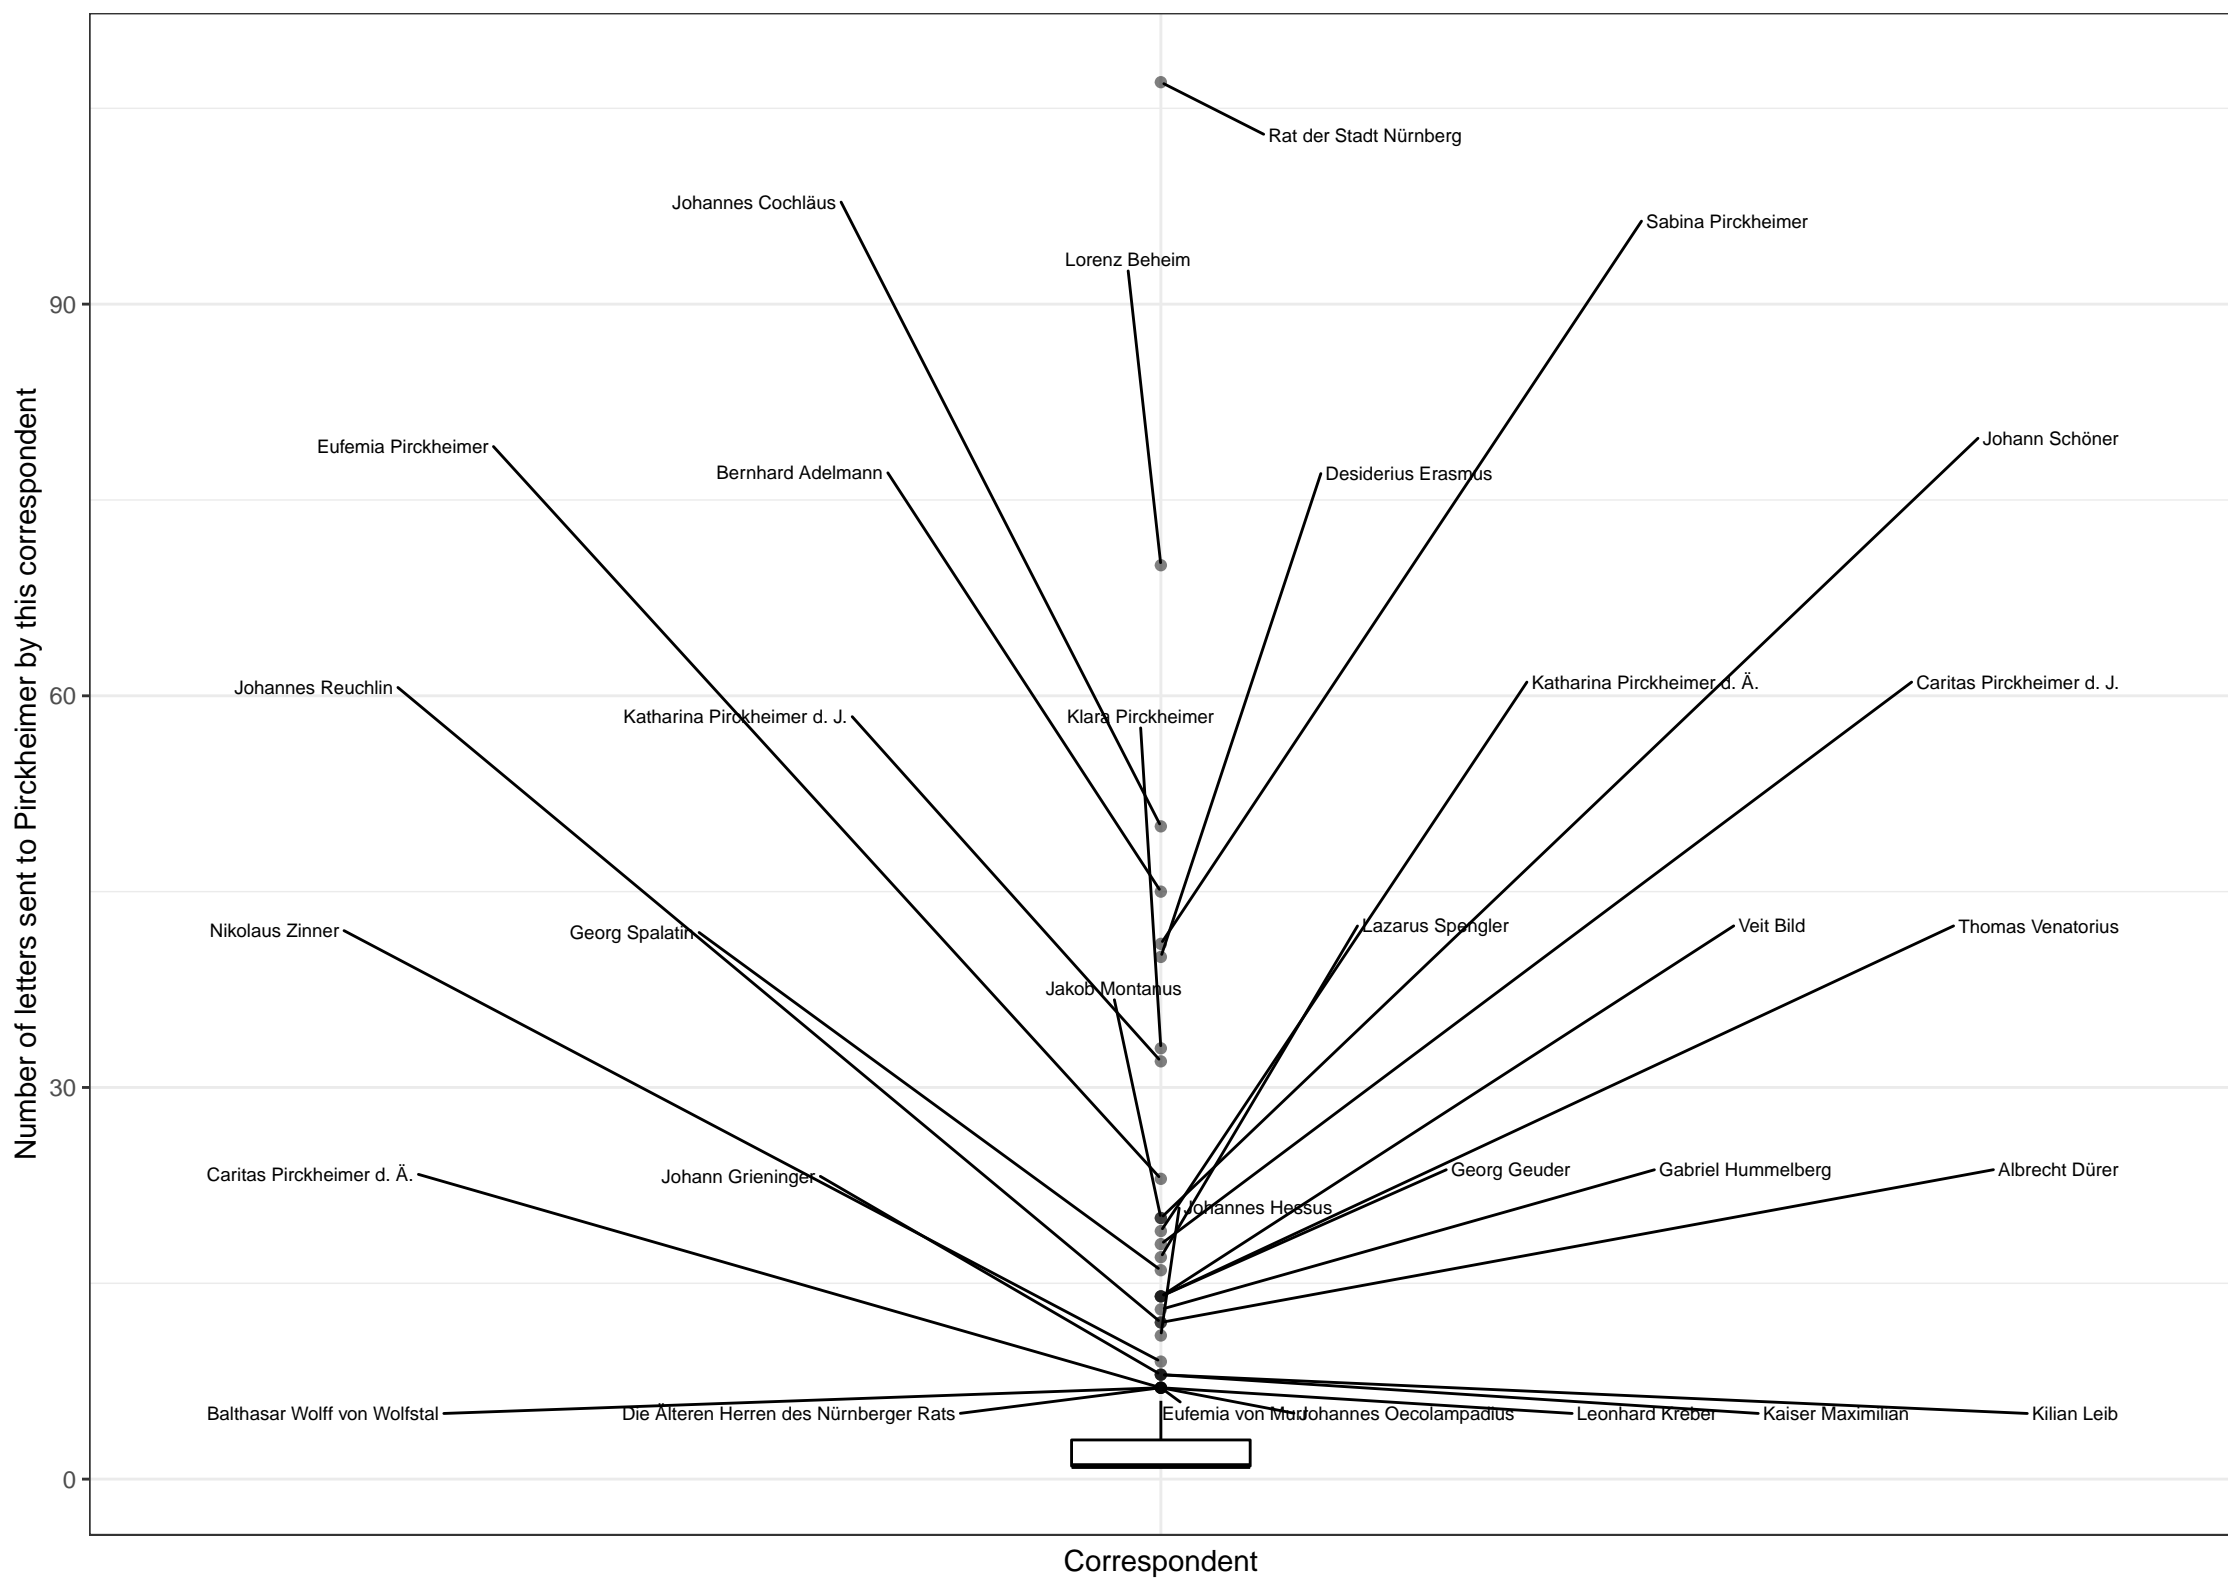 Number of letters sent to Pirckheimer by this correspondent
Rat der Stadt Nürnberg
Johannes Cochläus
Sabina Pirckheimer
Lorenz Beheim
90
Johann Schöner
Eufemia Pirckheimer
Bernhard Adelmann
Desiderius Erasmus
Katharina Pirckheimer d. Ä.
Caritas Pirckheimer d. J.
Johannes Reuchlin
60
Katharina Pirckheimer d. J.
Klara Pirckheimer
Lazarus Spengler
Veit Bild
Thomas Venatorius
Nikolaus Zinner
Georg Spalatin
Jakob Montanus
30
Georg Geuder
Gabriel Hummelberg
Albrecht Dürer
Caritas Pirckheimer d. Ä.
Johann Grieninger
Johannes Hessus
Balthasar Wolff von Wolfstal
Die Älteren Herren des Nürnberger Rats
Eufemia von Murr
Johannes Oecolampadius
Leonhard Kreber
Kaiser Maximilian
Kilian Leib
0
Correspondent